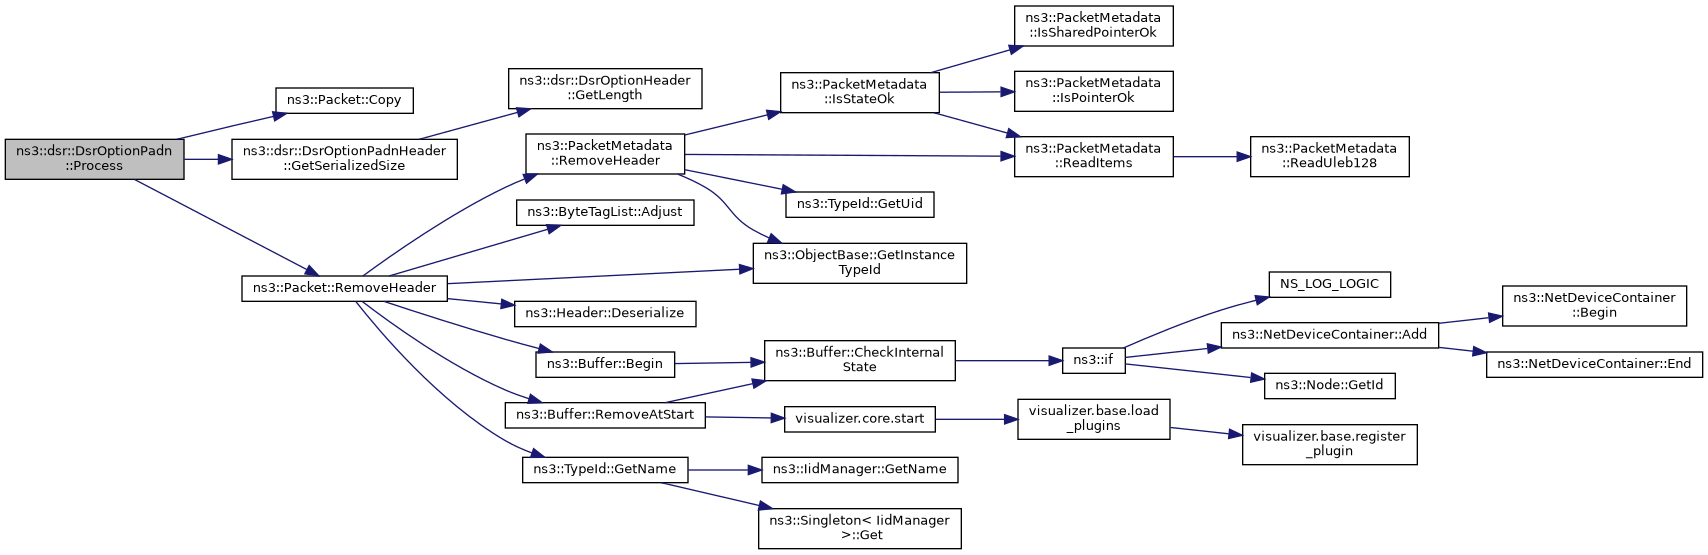 ns3::dsr::DsrOptionPadn
::Process
ns3::Packet::Copy
ns3::dsr::DsrOptionPadnHeader
::GetSerializedSize
ns3::Packet::RemoveHeader
ns3::dsr::DsrOptionHeader
::GetLength
ns3::PacketMetadata
::RemoveHeader
ns3::ByteTagList::Adjust
ns3::Header::Deserialize
ns3::Buffer::Begin
ns3::Buffer::RemoveAtStart
ns3::TypeId::GetName
ns3::PacketMetadata
::IsStateOk
ns3::TypeId::GetUid
ns3::ObjectBase::GetInstance
TypeId
ns3::Buffer::CheckInternal
State
visualizer.core.start
ns3::IidManager::GetName
ns3::Singleton< IidManager
>::Get
ns3::PacketMetadata
::IsSharedPointerOk
ns3::PacketMetadata
::IsPointerOk
ns3::PacketMetadata
::ReadItems
ns3::if
visualizer.base.load
_plugins
ns3::PacketMetadata
::ReadUleb128
NS_LOG_LOGIC
ns3::NetDeviceContainer::Add
ns3::Node::GetId
visualizer.base.register
_plugin
ns3::NetDeviceContainer
::Begin
ns3::NetDeviceContainer::End